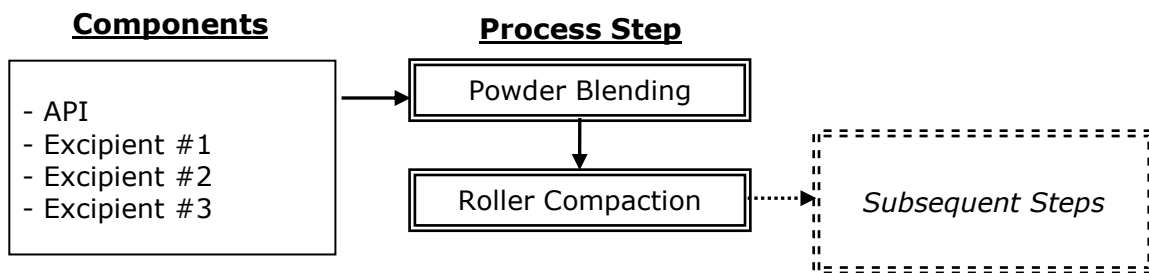 Components
- API
- Excipient #1
- Excipient #2
- Excipient #3
Process Step
Powder Blending
Roller Compaction
Subsequent Steps